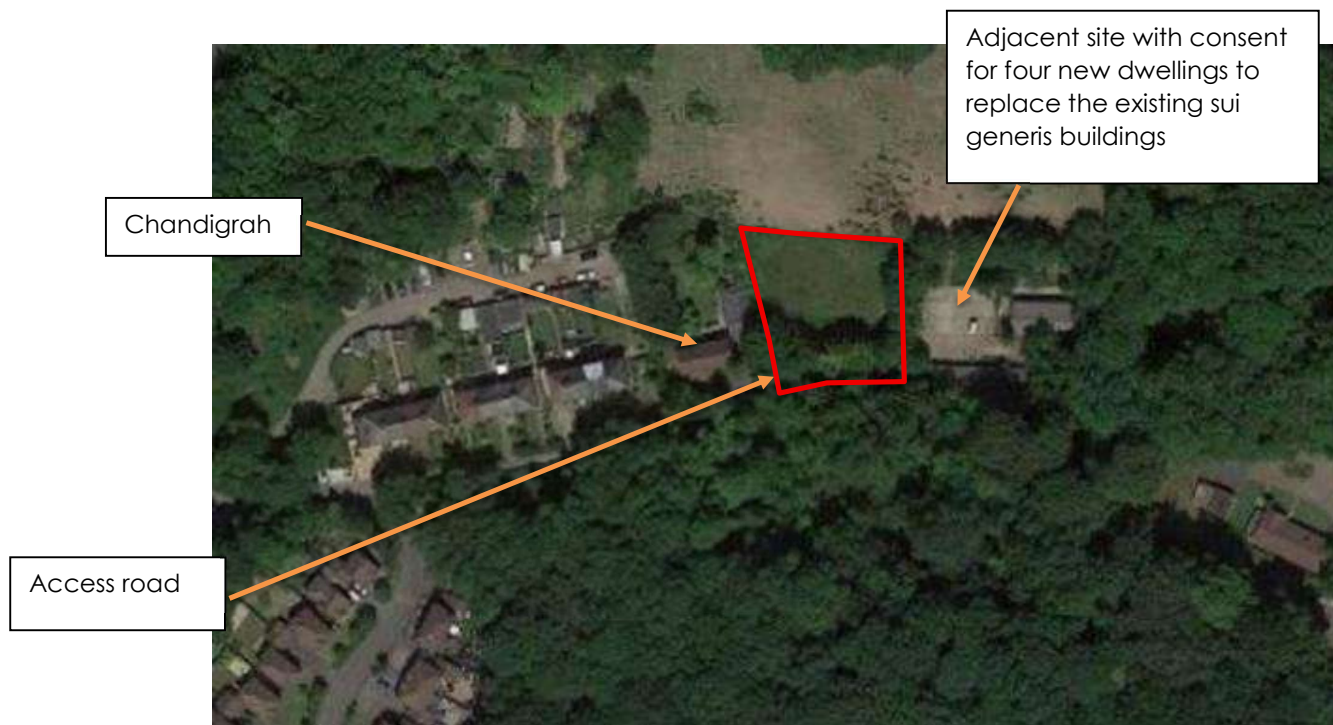 Adjacent site with consent
for four new dwellings to
replace the existing sui
generis buildings
Chandigrah
Access road